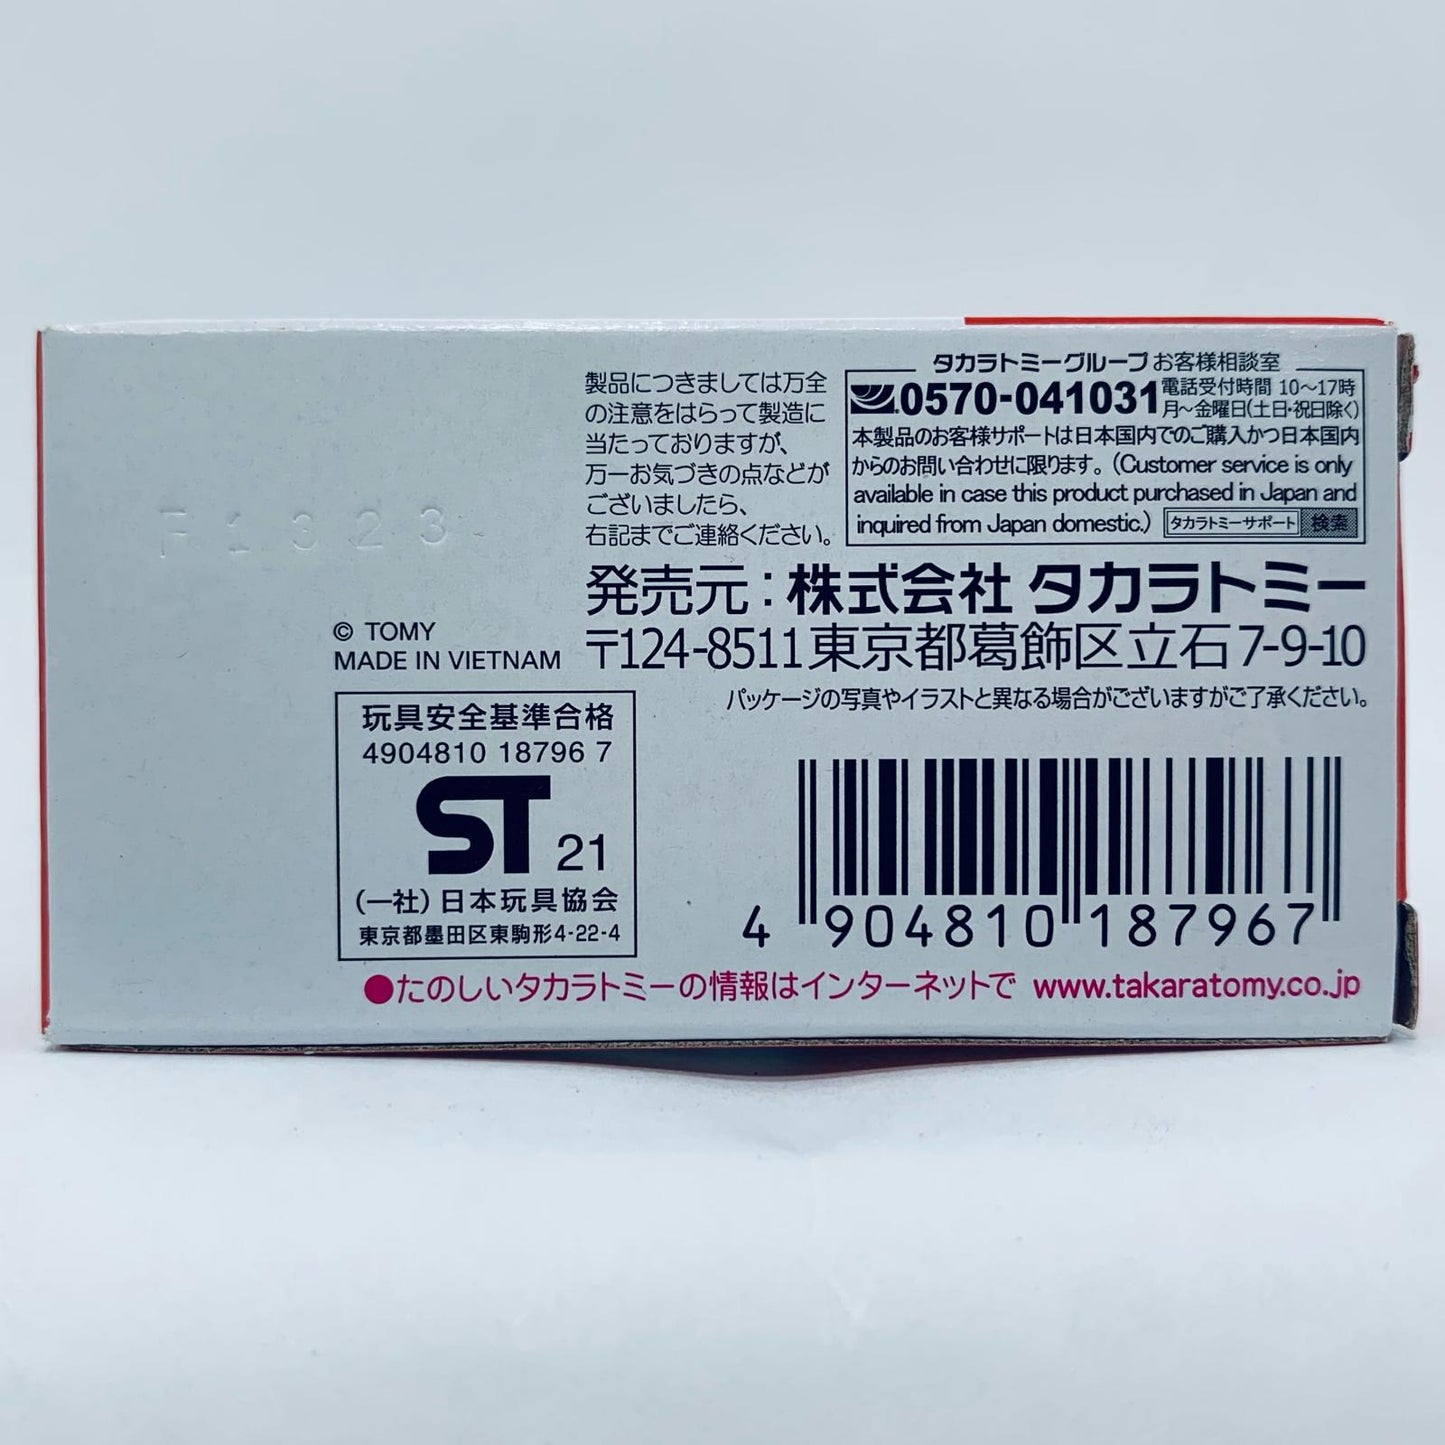 F1323
© TOMY
MADE IN VIETNAM
玩具安全基準合格
4904810 18796 7
ST 21
(一社)日本玩具協会
東京都墨田区東駒形4-22-4
製品につきましては万全
の注意をはらって製造に
当たっておりますが、
万一お気づきの点などが
ございましたら、
右記までご連絡ください。
タカラトミーグループお客様相談室
0570-041031 電話受付時間 10〜17時
月〜金曜日(土日・祝日除く)
本製品のお客様サポートは日本国内でのご購入かつ日本国内
からのお問い合わせに限ります。(Customer service is only
available in case this product purchased in Japan and
inquired from Japan domestic.) タカラトミーサポート 検索
発売元:株式会社 タカラトミー
〒124-8511東京都葛飾区立石7-9-10
パッケージの写真やイラストと異なる場合がございますがご了承ください。
4 904810 187967
●たのしいタカラトミーの情報はインターネットで www.takaratomy.co.jp